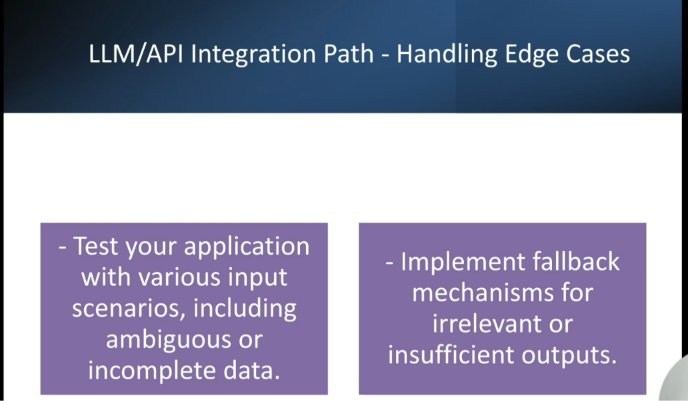 LLM/API Integration Path - Handling Edge Cases
- Test your application
with various input
scenarios, including
ambiguous or
incomplete data.
- Implement fallback
mechanisms for
irrelevant or
insufficient outputs.